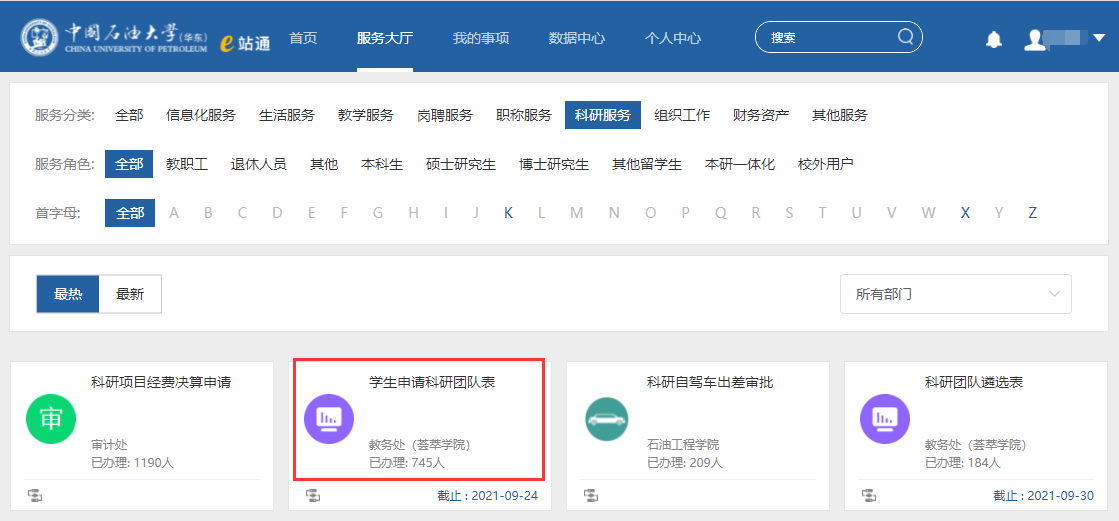 中国石油大学(华东) CHINA UNIVERSITY OF PETROLEUM e站通 首页 服务大厅 我的事项 数据中心 个人中心 搜索
服务分类: 全部 信息化服务 生活服务 教学服务 岗聘服务 职称服务 科研服务 组织工作 财务资产 其他服务
服务角色: 全部 教职工 退休人员 其他 本科生 硕士研究生 博士研究生 其他留学生 本研一体化 校外用户
首字母: 全部 A B C D E F G H I J K L M N O P Q R S T U V W X Y Z
最热 最新 所有部门
科研项目经费决算申请
审
审计处
已办理: 1190人
学生申请科研团队表
教务处（荟萃学院）
已办理: 745人
截止 : 2021-09-24
科研自驾车出差审批
石油工程学院
已办理: 209人
科研团队遴选表
教务处（荟萃学院）
已办理: 184人
截止 : 2021-09-30